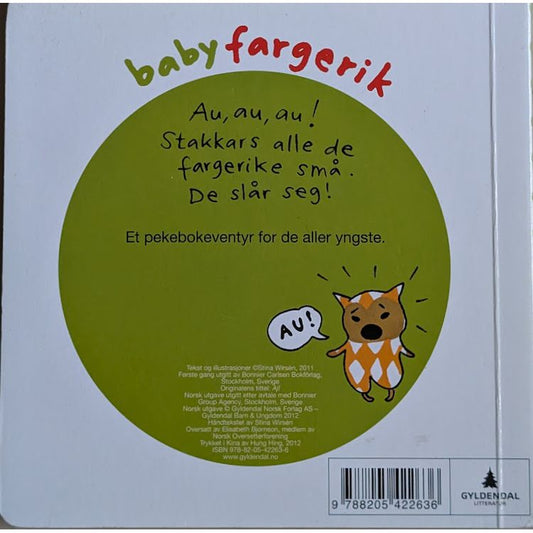 baby fargerik
Au, au, au!
Stakkars alle de
fargerike små.
De slår seg!
Et pekebokeventyr for de aller yngste.
AU!
Tekst og illustrasjoner ©Stina Wirsén, 2011
Første gang utgitt av Bonnier Carlsen Bokförlag,
Stockholm, Sverige
Originalens tittel: Aj!
Norsk utgave utgitt etter avtale med Bonnier
Group Agency, Stockholm, Sverige
Norsk utgave © Gyldendal Norsk Forlag AS –
Gyldendal Barn & Ungdom 2012
Håndtekstet av Stina Wirsén
Oversatt av: Elisabeth Bjørnson, medlem av
Norsk Oversetterforening
Trykket i Kina av Hung Hing, 2012
ISBN 978-82-05-42263-6
www.gyldendal.no
9 788205 422636
GYLDENDAL
LITTERATUR